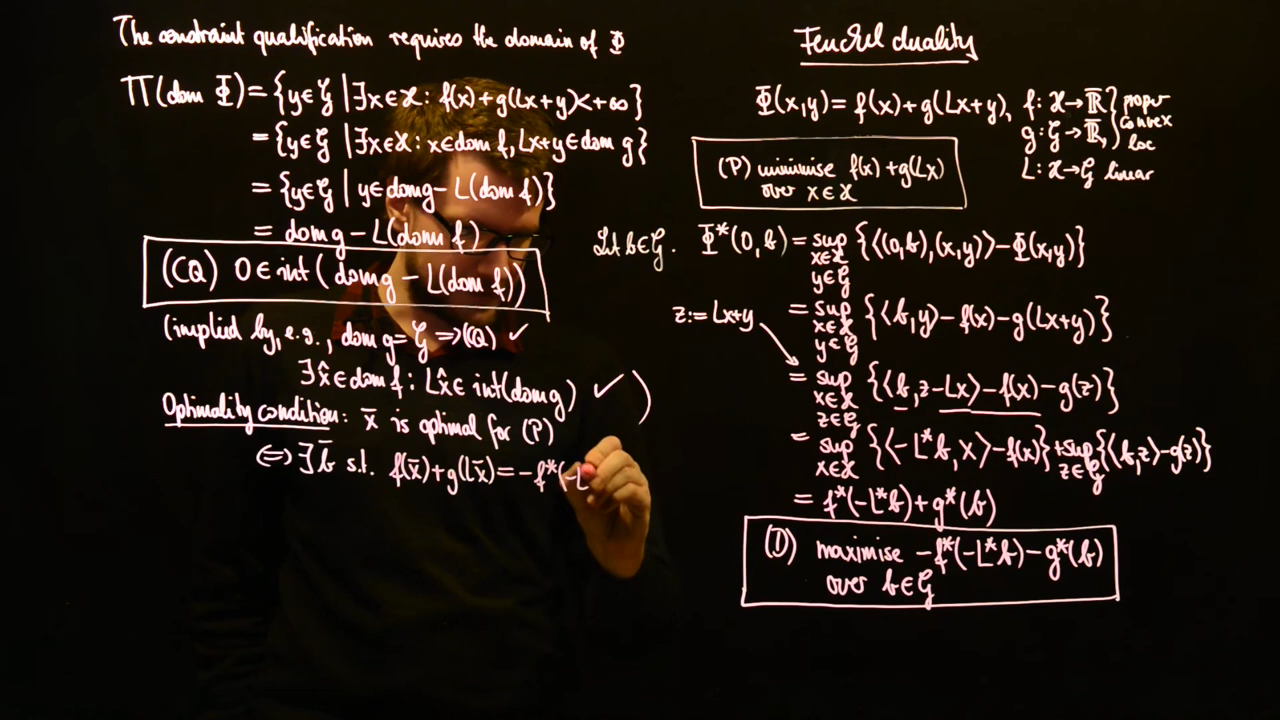 The constraint qualification requires the domain of Φ
Π(dom Φ) = {y∈G | ∃x∈X: f(x)+g(Lx+y)<+∞}
= {y∈G | ∃x∈X: x∈dom f, Lx+y∈dom g}
= {y∈G | y∈dom g − L(dom f)}
= dom g − L(dom f)
(CQ) 0∈int(dom g − L(dom f))
(implied by, e.g., dom g = G ⇒ (CQ) ✓
∃x̂∈dom f: Lx̂∈int(dom g) ✓ )
Optimality condition: x̄ is optimal for (P)
⇔ ∃b̄ s.t. f(x̄)+g(Lx̄) = −f*(−L
Fenchel duality
Φ(x,y) = f(x)+g(Lx+y), f: X→ℝ̄ } proper
g: G→ℝ̄, } convex
lsc
L: X→G linear
(P) minimise f(x)+g(Lx)
over x∈X
Let b∈G. Φ*(0,b) = sup {⟨(0,b),(x,y)⟩−Φ(x,y)}
x∈X
y∈G
z:=Lx+y = sup {⟨b,y⟩−f(x)−g(Lx+y)}
x∈X
y∈G
= sup {⟨b,z−Lx⟩−f(x)−g(z)}
x∈X
z∈G
= sup {⟨−L*b,x⟩−f(x)}+sup{⟨b,z⟩−g(z)}
x∈X z∈G
= f*(−L*b)+g*(b)
(D) maximise −f*(−L*b)−g*(b)
over b∈G